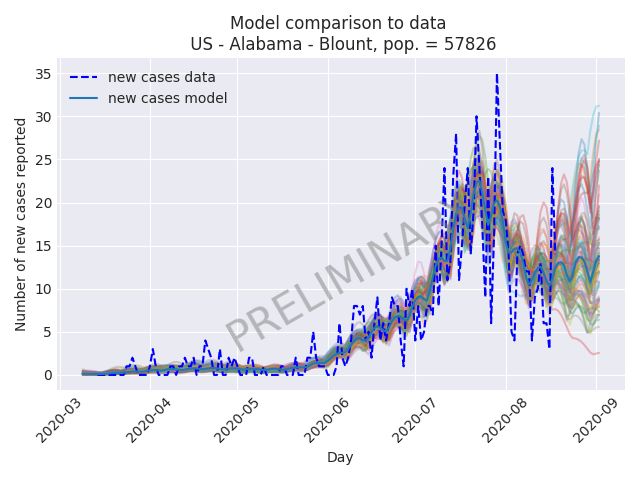 Model comparison to data
US - Alabama - Blount, pop. = 57826
new cases data
new cases model
PRELIMINARY
Number of new cases reported
35
30
25
20
15
10
5
0
2020-03
2020-04
2020-05
2020-06
2020-07
2020-08
2020-09
Day